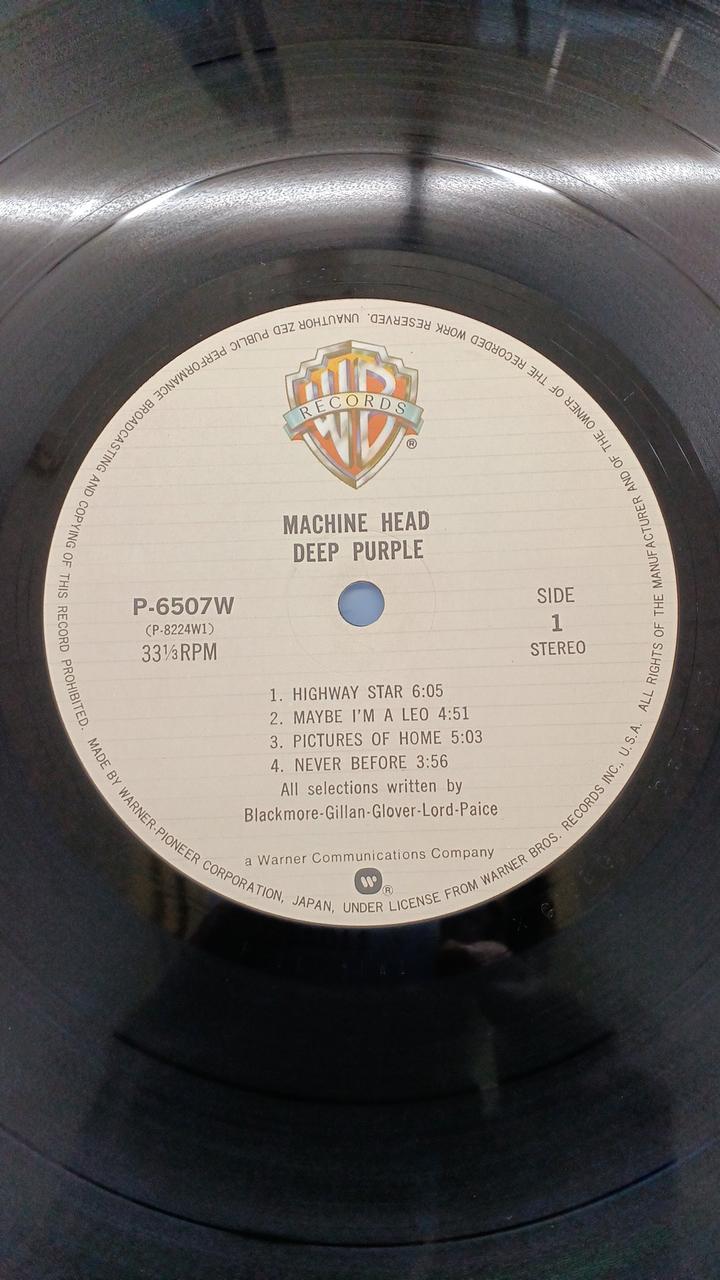 WB
RECORDS
®
MACHINE HEAD
DEEP PURPLE
P-6507W
(P-8224W1)
33⅓RPM
SIDE
1
STEREO
1. HIGHWAY STAR 6:05
2. MAYBE I'M A LEO 4:51
3. PICTURES OF HOME 5:03
4. NEVER BEFORE 3:56
All selections written by
Blackmore-Gillan-Glover-Lord-Paice
a Warner Communications Company
W ®
MADE BY WARNER-PIONEER CORPORATION, JAPAN, UNDER LICENSE FROM WARNER BROS. RECORDS INC., U.S.A. ALL RIGHTS OF THE MANUFACTURER AND OF THE OWNER OF THE RECORDED WORK RESERVED. UNAUTHOR ZED PUBLIC PERFORMANCE BROADCASTING AND COPYING OF THIS RECORD PROHIBITED.